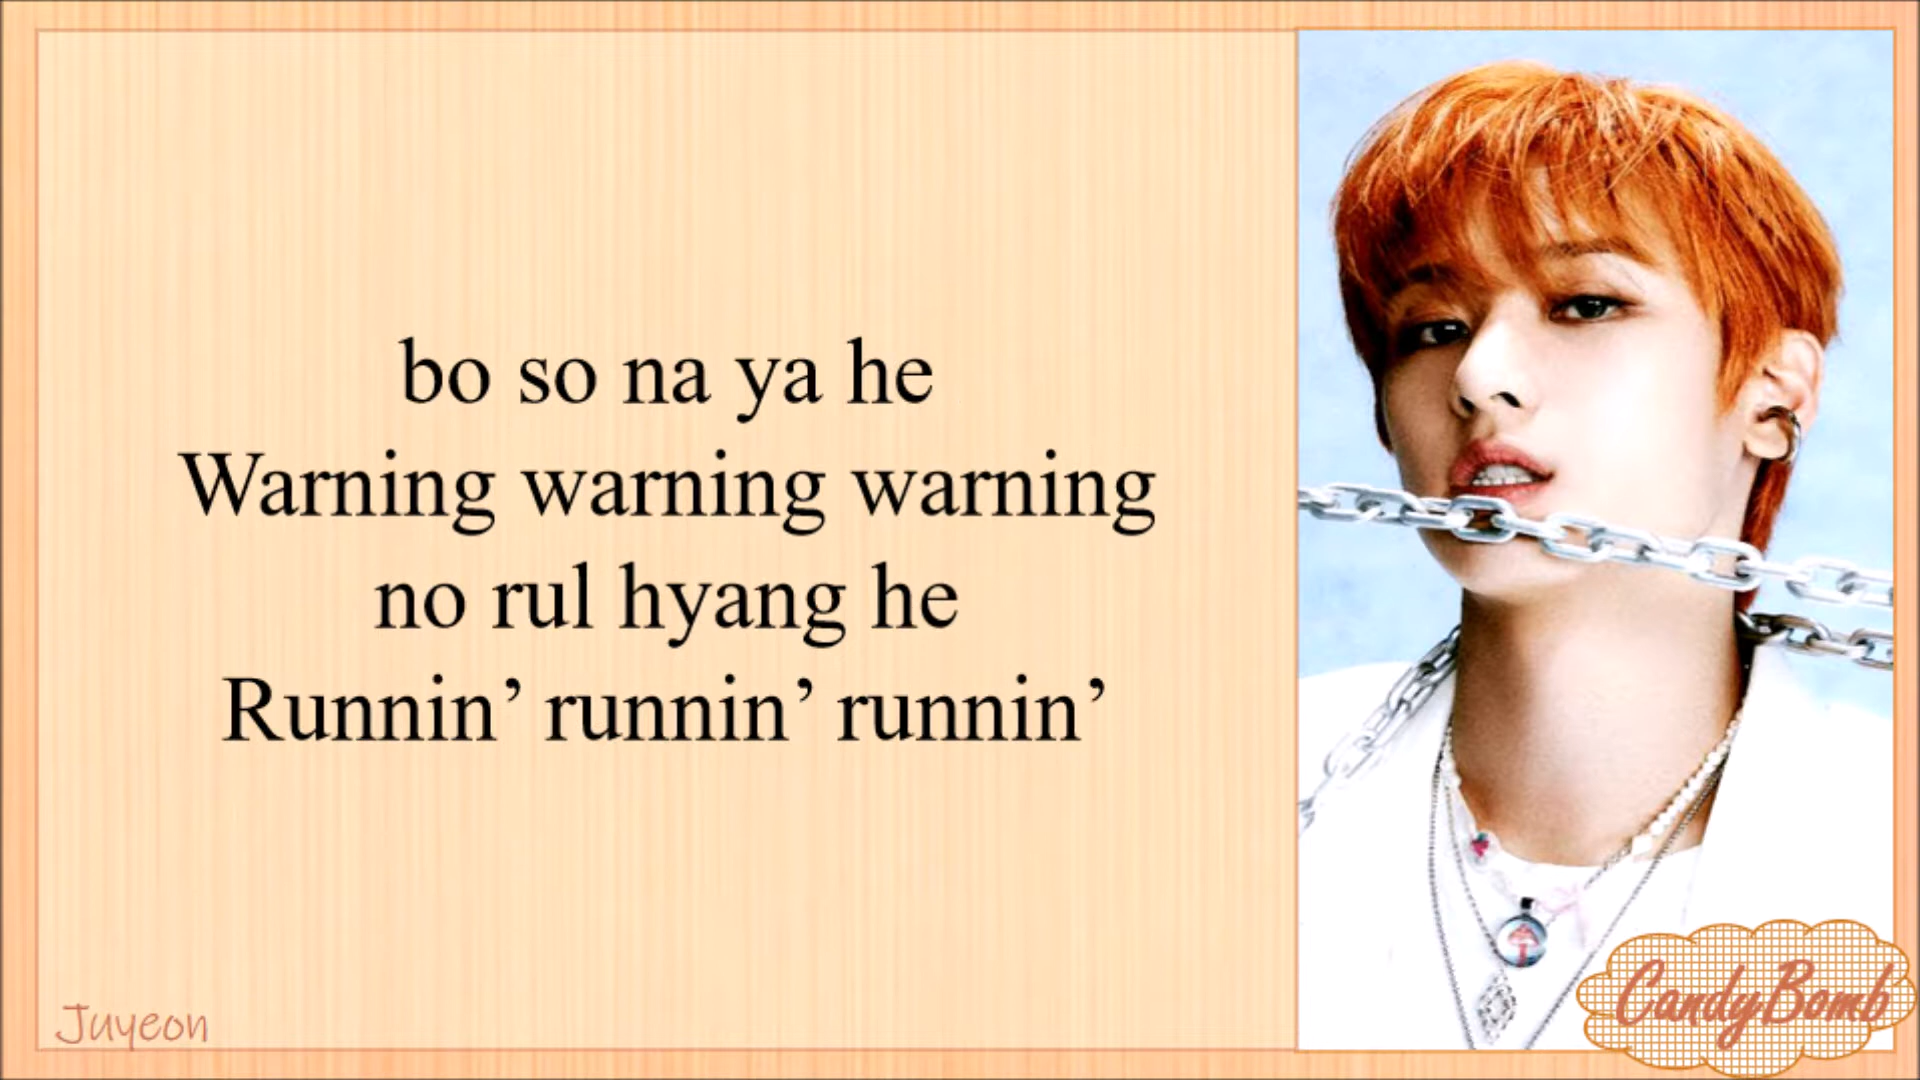 bo so na ya he
Warning warning warning
no rul hyang he
Runnin’ runnin’ runnin’
Juyeon
CandyBomb